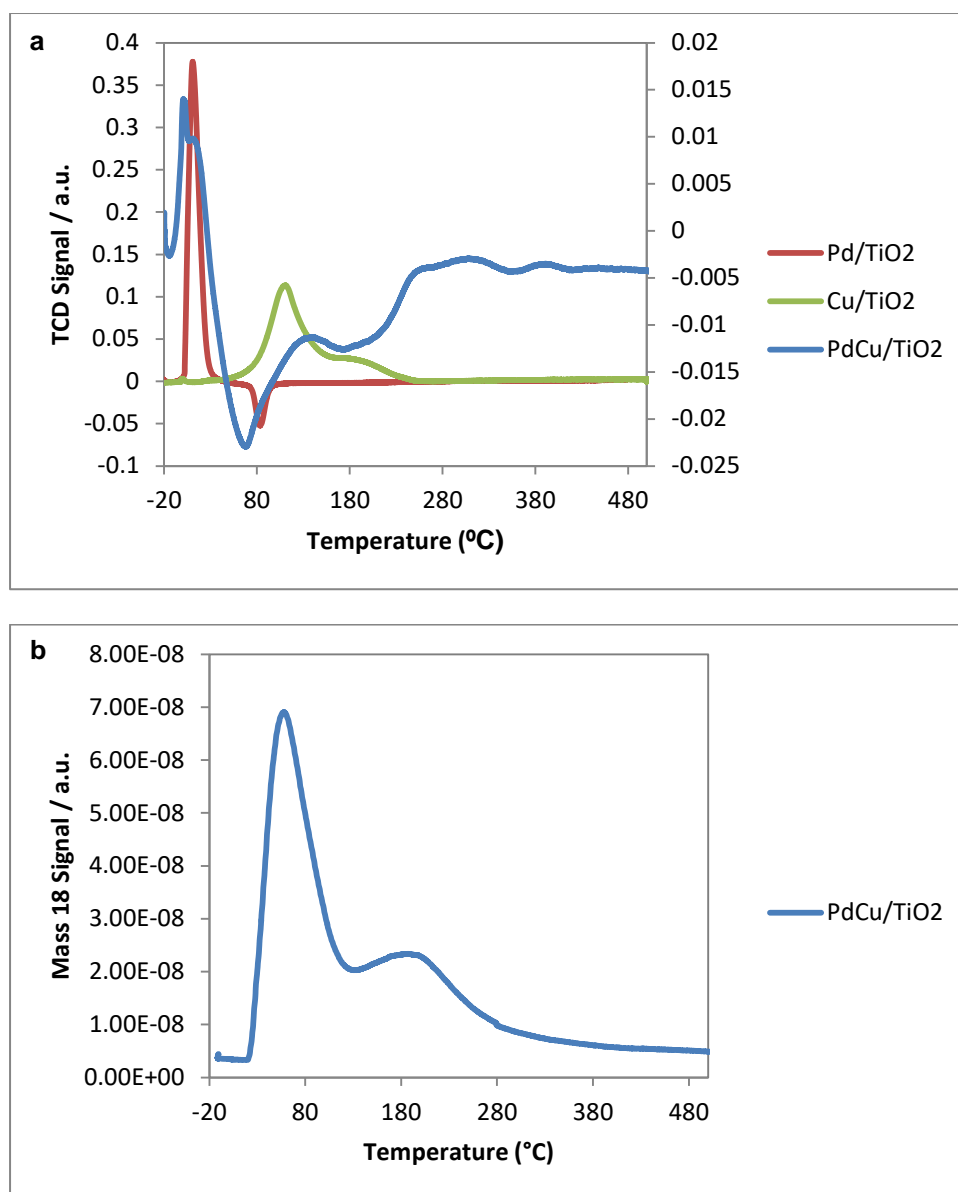 a
0.4
0.35
0.3
0.25
0.2
0.15
0.1
0.05
0
-0.05
-0.1
TCD Signal / a.u.
0.02
0.015
0.01
0.005
0
-0.005
-0.01
-0.015
-0.02
-0.025
-20 80 180 280 380 480
Temperature (⁰C)
Pd/TiO2
Cu/TiO2
PdCu/TiO2
b
8.00E-08
7.00E-08
6.00E-08
5.00E-08
4.00E-08
3.00E-08
2.00E-08
1.00E-08
0.00E+00
Mass 18 Signal / a.u.
-20 80 180 280 380 480
Temperature (°C)
PdCu/TiO2